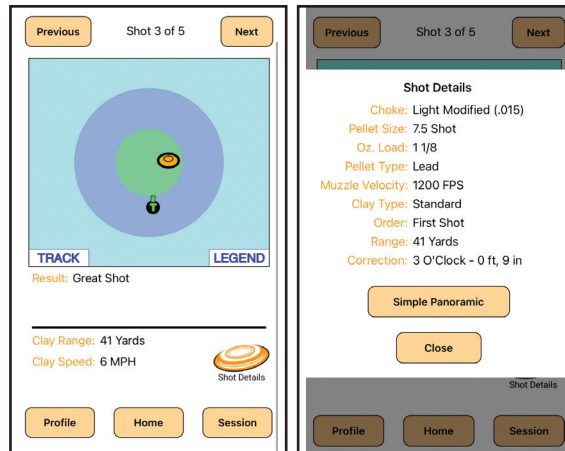 Previous
Shot 3 of 5
Next
TRACK
LEGEND
Result: Great Shot
Clay Range: 41 Yards
Clay Speed: 6 MPH
Shot Details
Profile
Home
Session
Previous
Shot 3 of 5
Next
Shot Details
Choke: Light Modified (.015)
Pellet Size: 7.5 Shot
Oz. Load: 1 1/8
Pellet Type: Lead
Muzzle Velocity: 1200 FPS
Clay Type: Standard
Order: First Shot
Range: 41 Yards
Correction: 3 O'Clock - 0 ft, 9 in
Simple Panoramic
Close
Shot Details
Profile
Home
Session